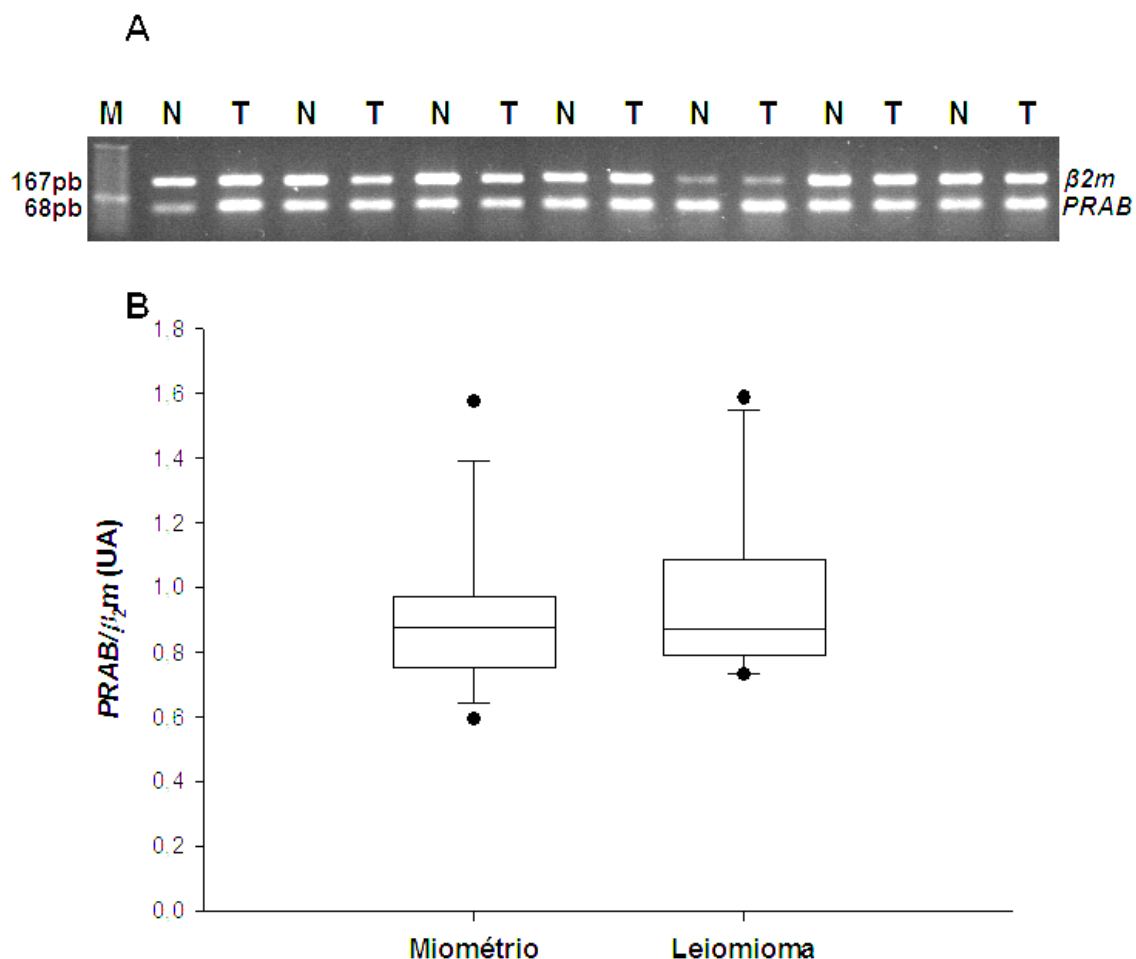 A
M N T N T N T N T N T N T N T
167pb β2m
68pb PRAB
B
1.8
1.6
1.4
1.2
1.0
0.8
0.6
0.4
0.2
0.0
PRAB/β₂m (UA)
Miométrio Leiomioma